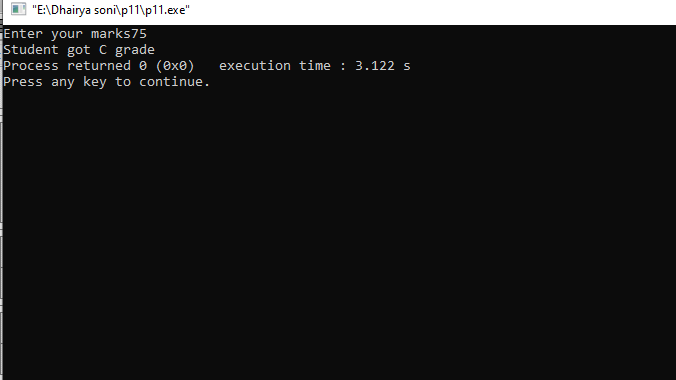 "E:\Dhairya soni\p11\p11.exe"
Enter your marks75
Student got C grade
Process returned 0 (0x0)   execution time : 3.122 s
Press any key to continue.